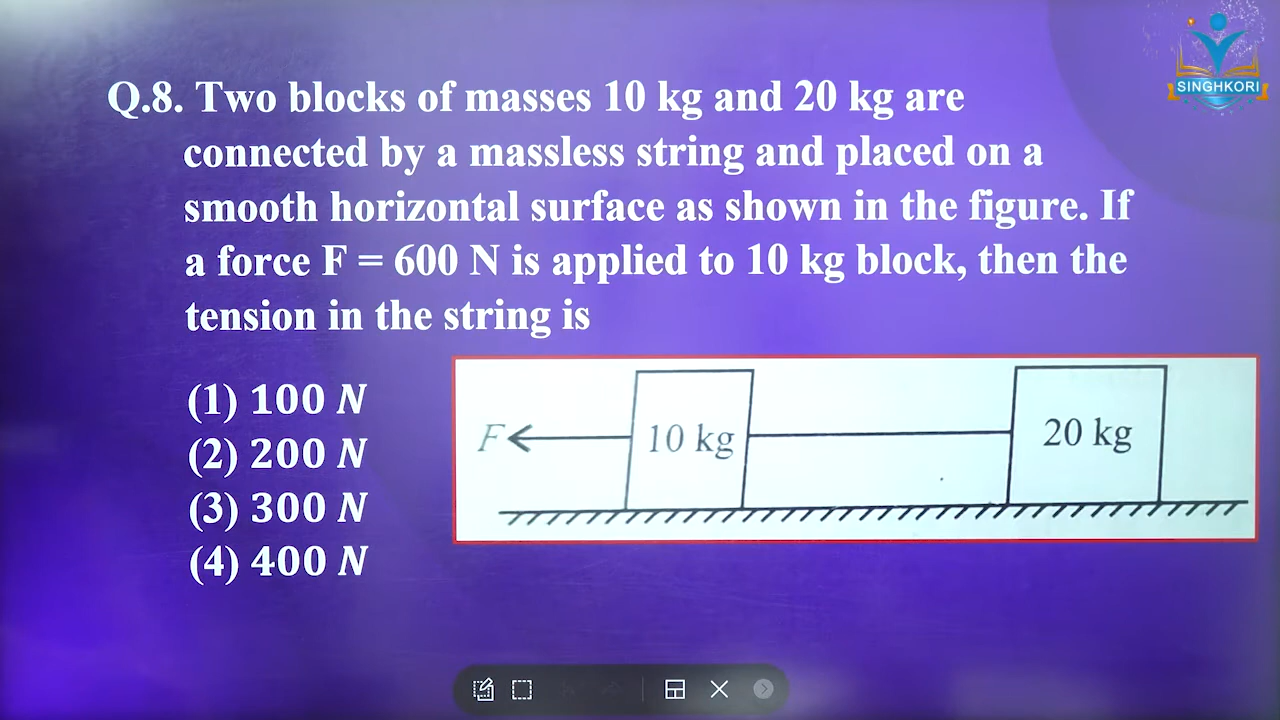 SINGHKORI
Q.8. Two blocks of masses 10 kg and 20 kg are
connected by a massless string and placed on a
smooth horizontal surface as shown in the figure. If
a force F = 600 N is applied to 10 kg block, then the
tension in the string is
(1) 100 N
(2) 200 N
(3) 300 N
(4) 400 N
F 10 kg 20 kg